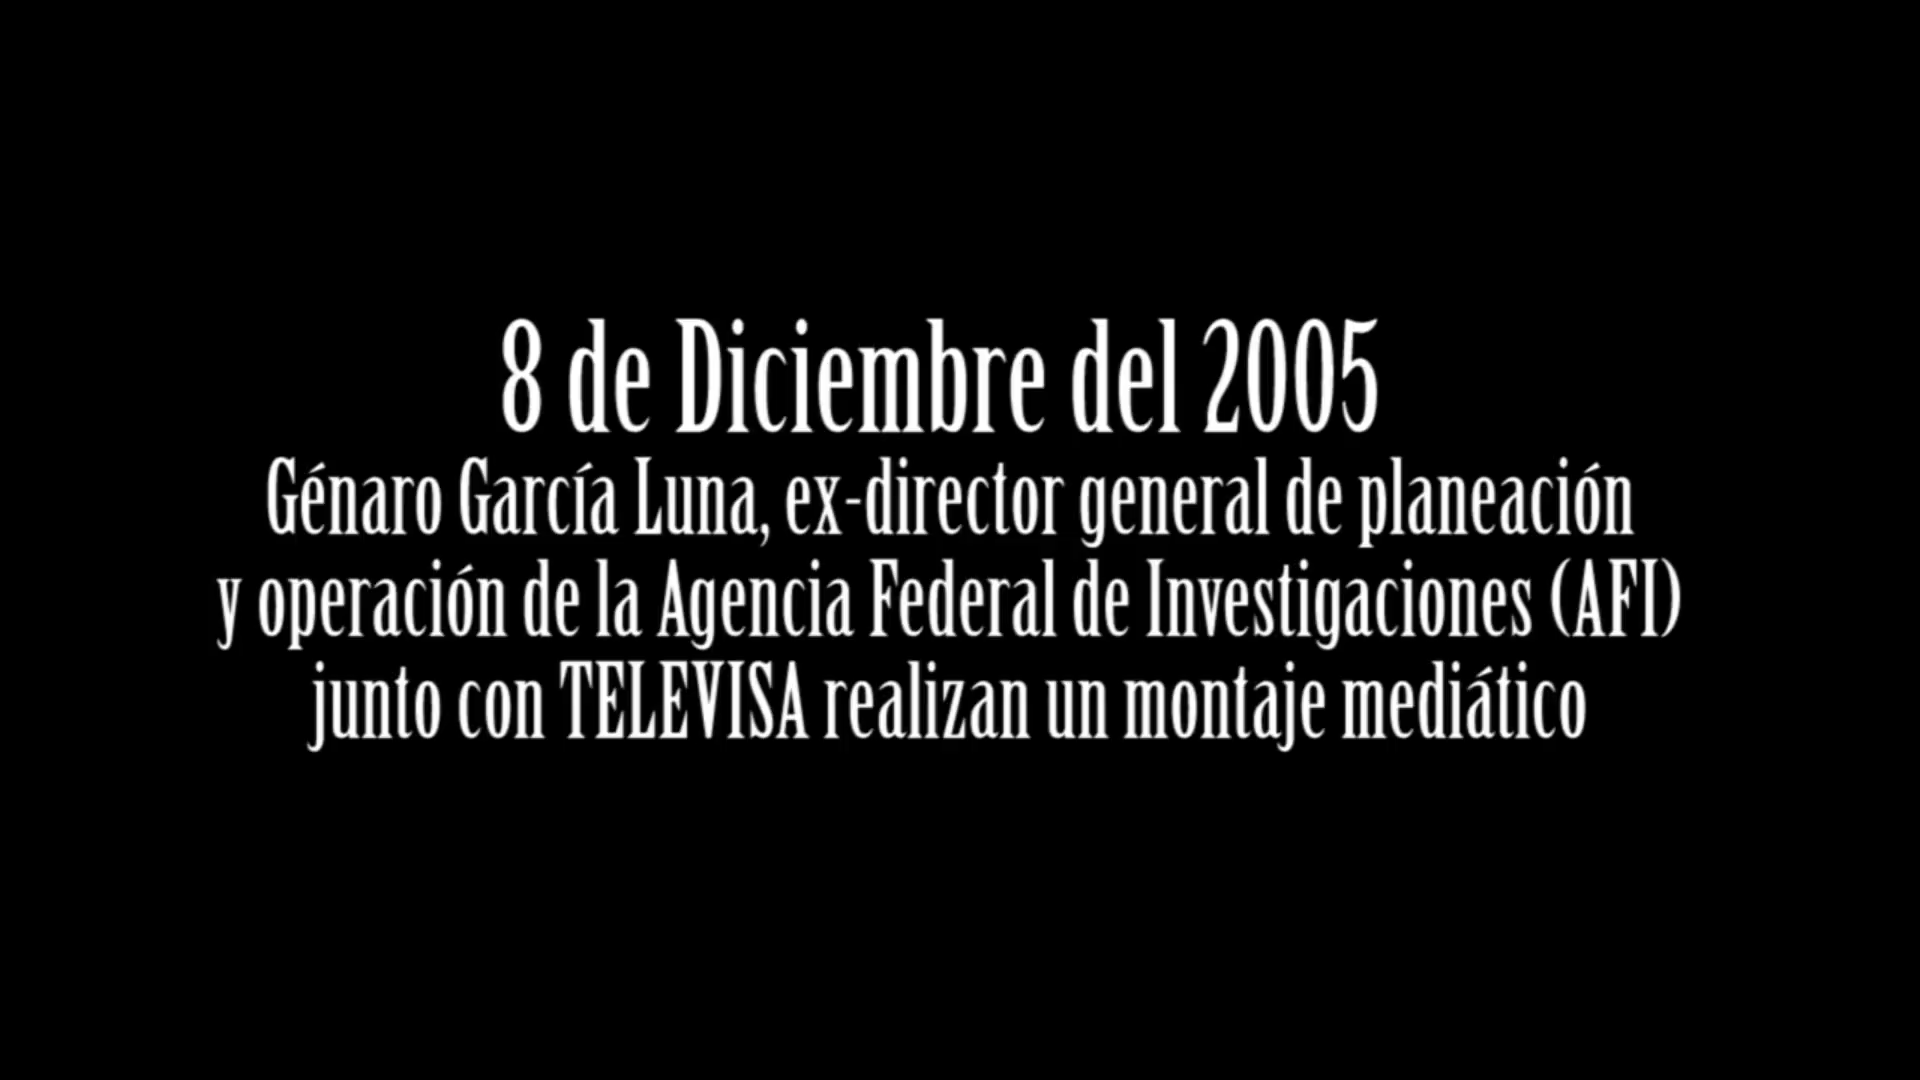 8 de Diciembre del 2005
Génaro García Luna, ex-director general de planeación
y operación de la Agencia Federal de Investigaciones (AFI)
junto con TELEVISA realizan un montaje mediático